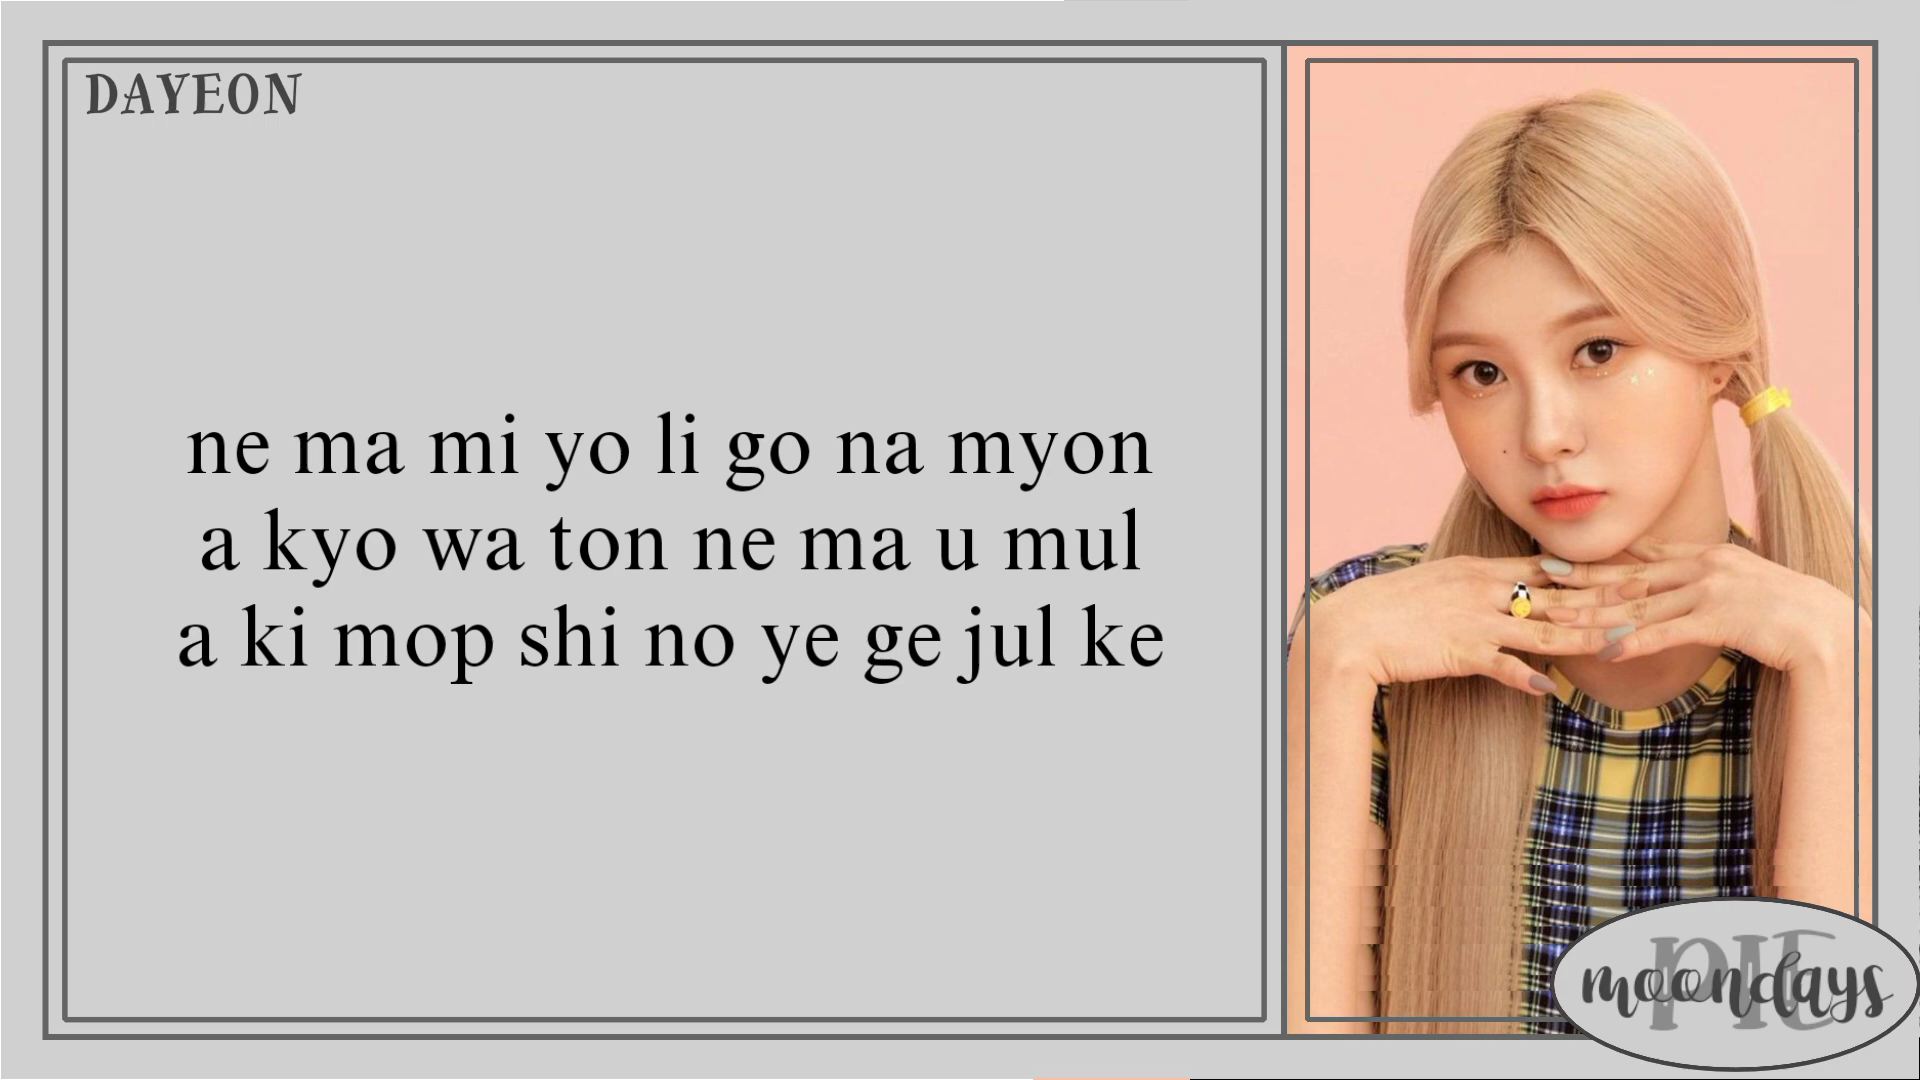 DAYEON
ne ma mi yo li go na myon
a kyo wa ton ne ma u mul
a ki mop shi no ye ge jul ke
PIT
moondays